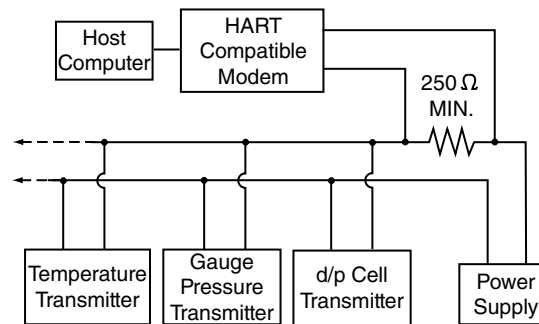 Host
Computer
HART
Compatible
Modem
250 Ω
MIN.
Temperature
Transmitter
Gauge
Pressure
Transmitter
d/p Cell
Transmitter
Power
Supply